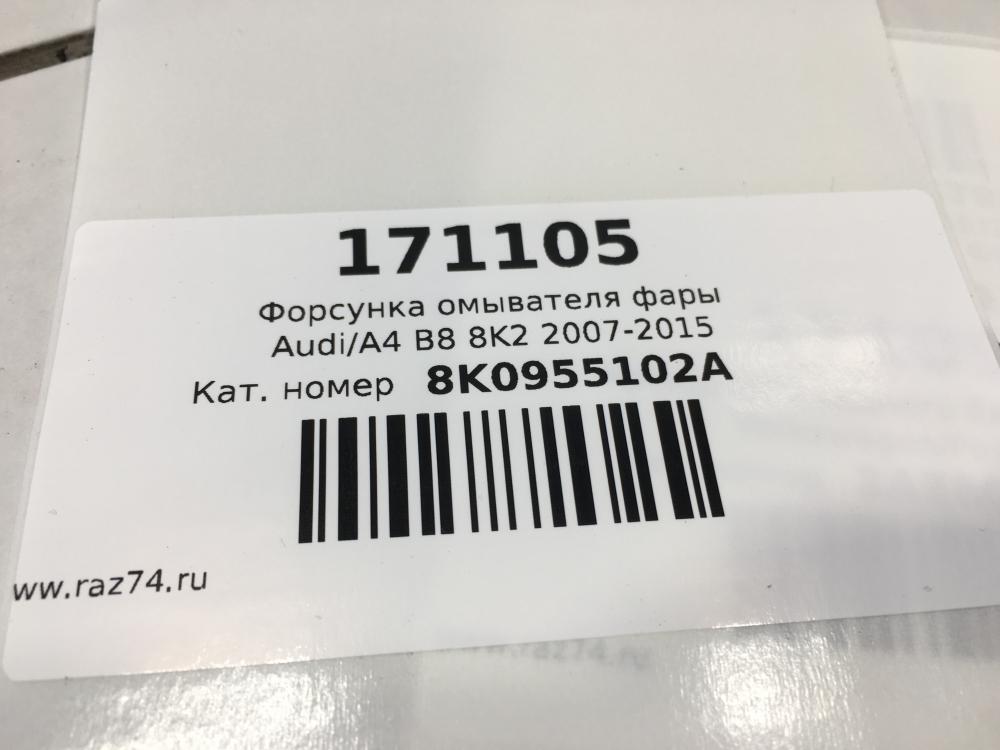 171105
Форсунка омывателя фары
Audi/A4 B8 8K2 2007-2015
Кат. номер 8K0955102A
ww.raz74.ru